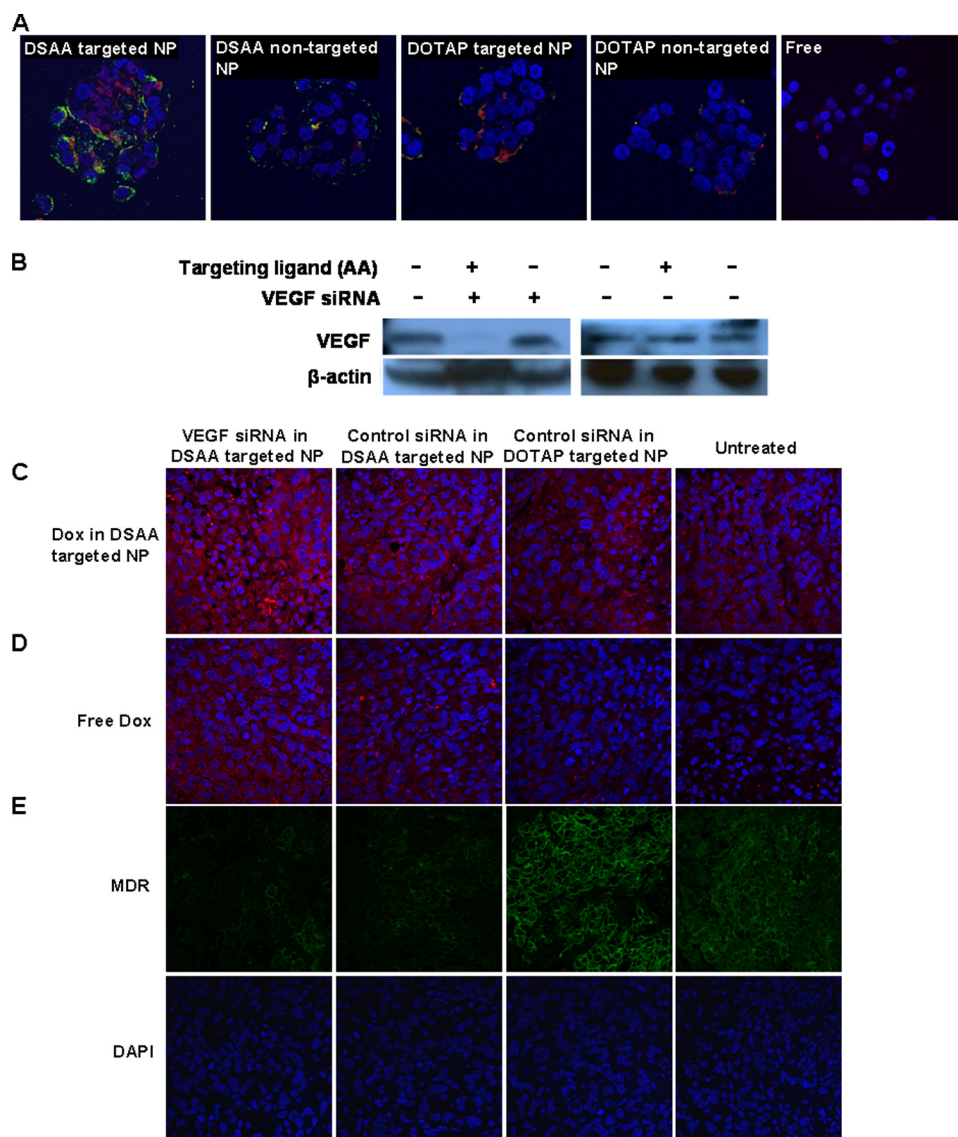 A
DSAA targeted NP
DSAA non-targeted
NP
DOTAP targeted NP
DOTAP non-targeted
NP
Free
B
Targeting ligand (AA) - + - - + -
VEGF siRNA - + + - - -
VEGF
β-actin
VEGF siRNA in
DSAA targeted NP
Control siRNA in
DSAA targeted NP
Control siRNA in
DOTAP targeted NP
Untreated
C
Dox in DSAA
targeted NP
D
Free Dox
E
MDR
DAPI